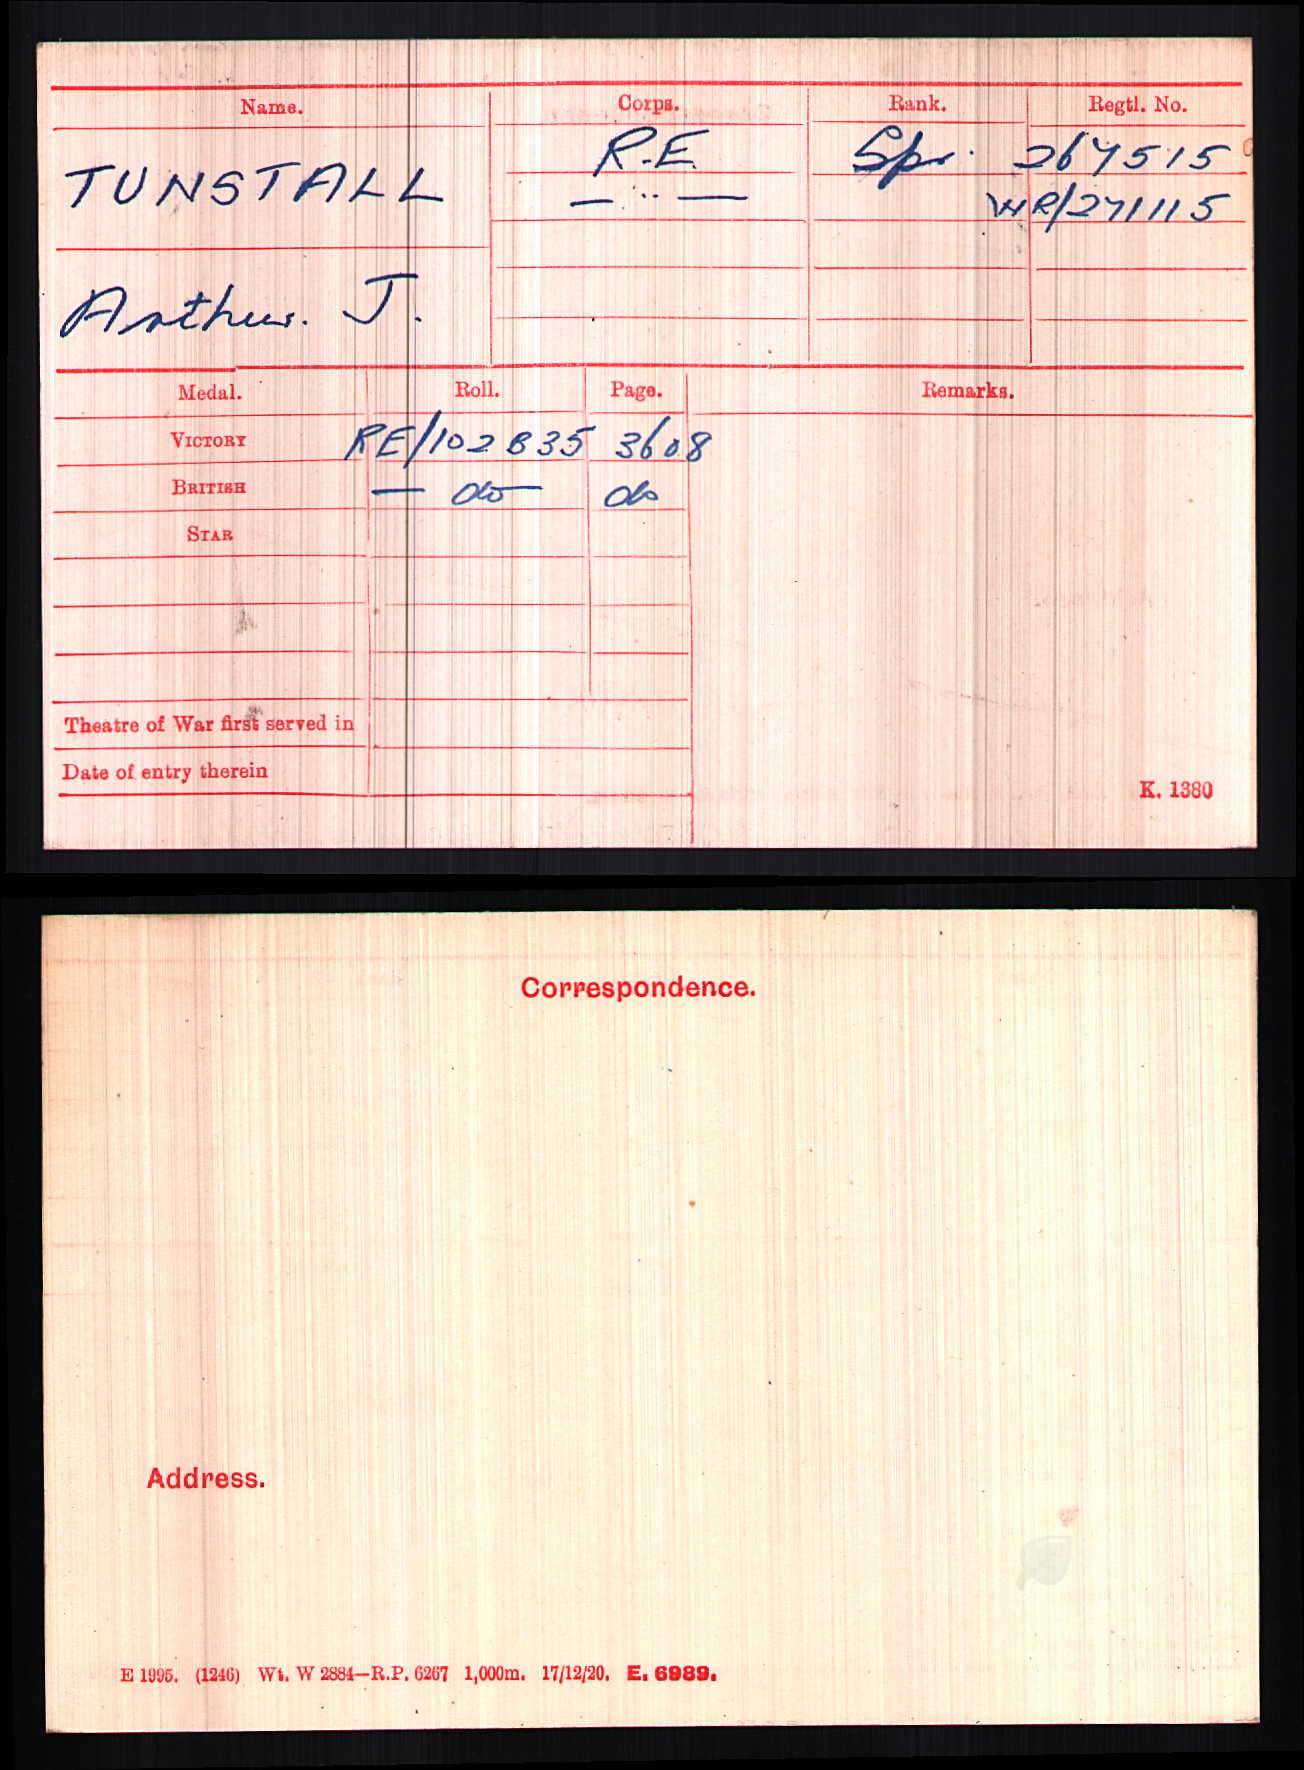 Name. Corps. Rank. Regtl. No.
TUNSTALL R.E. Spr. 267515
— " — WR/271115
Arthur. J.
Medal. Roll. Page. Remarks.
VICTORY RE/102B35 3608
BRITISH — do — do
STAR
Theatre of War first served in
Date of entry therein
K. 1380
Correspondence.
Address.
E 1995. (1246) Wt. W 2884—R.P. 6267 1,000m. 17/12/20. E. 6989.